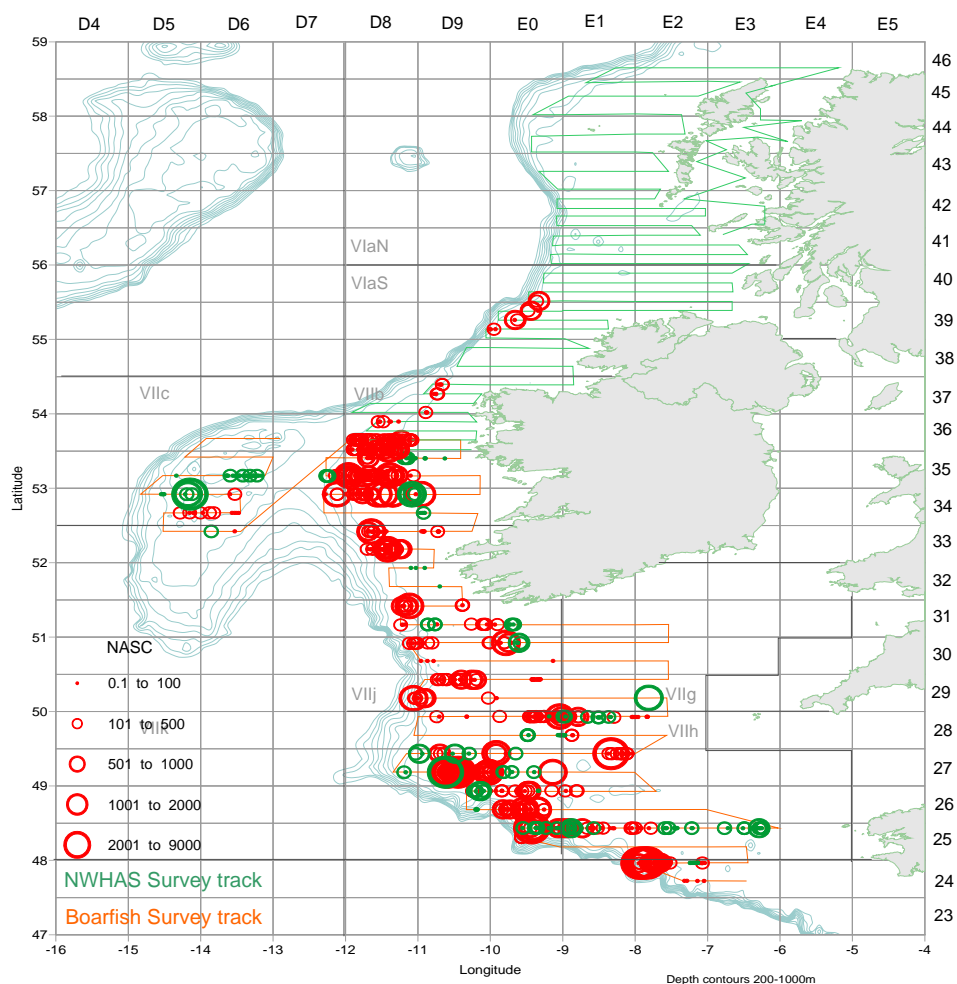 D4 D5 D6 D7 D8 D9 E0 E1 E2 E3 E4 E5
59
58
57
56
55
54
53
52
51
50
49
48
47
Latitude
46
45
44
43
42
41
40
39
38
37
36
35
34
33
32
31
30
29
28
27
26
25
24
23
VIaN
VIaS
VIIc
VIIb
VIIj
VIIg
VIIk
VIIh
NASC
0.1 to 100
101 to 500
501 to 1000
1001 to 2000
2001 to 9000
NWHAS Survey track
Boarfish Survey track
-16 -15 -14 -13 -12 -11 -10 -9 -8 -7 -6 -5 -4
Longitude
Depth contours 200-1000m